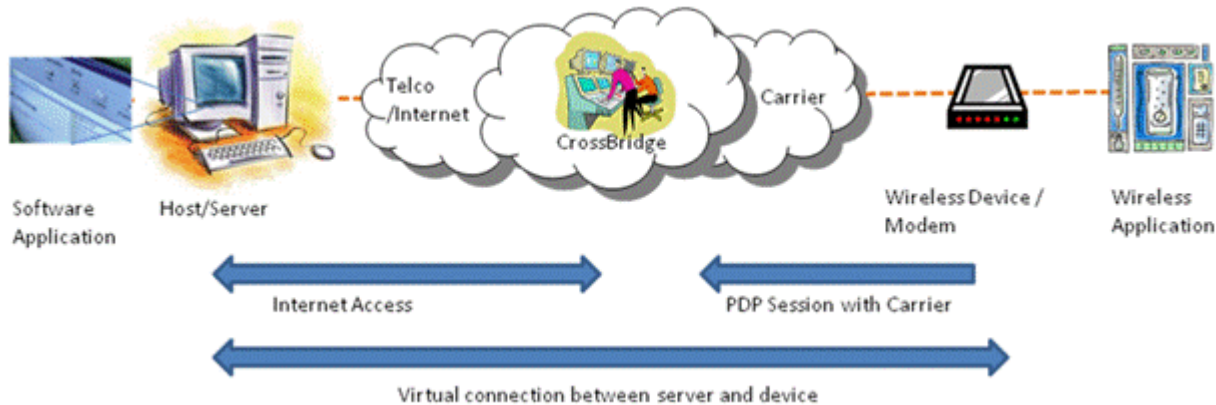 Telco
/Internet
CrossBridge
Carrier
Software
Application
Host/Server
Wireless Device /
Modem
Wireless
Application
Internet Access
PDP Session with Carrier
Virtual connection between server and device